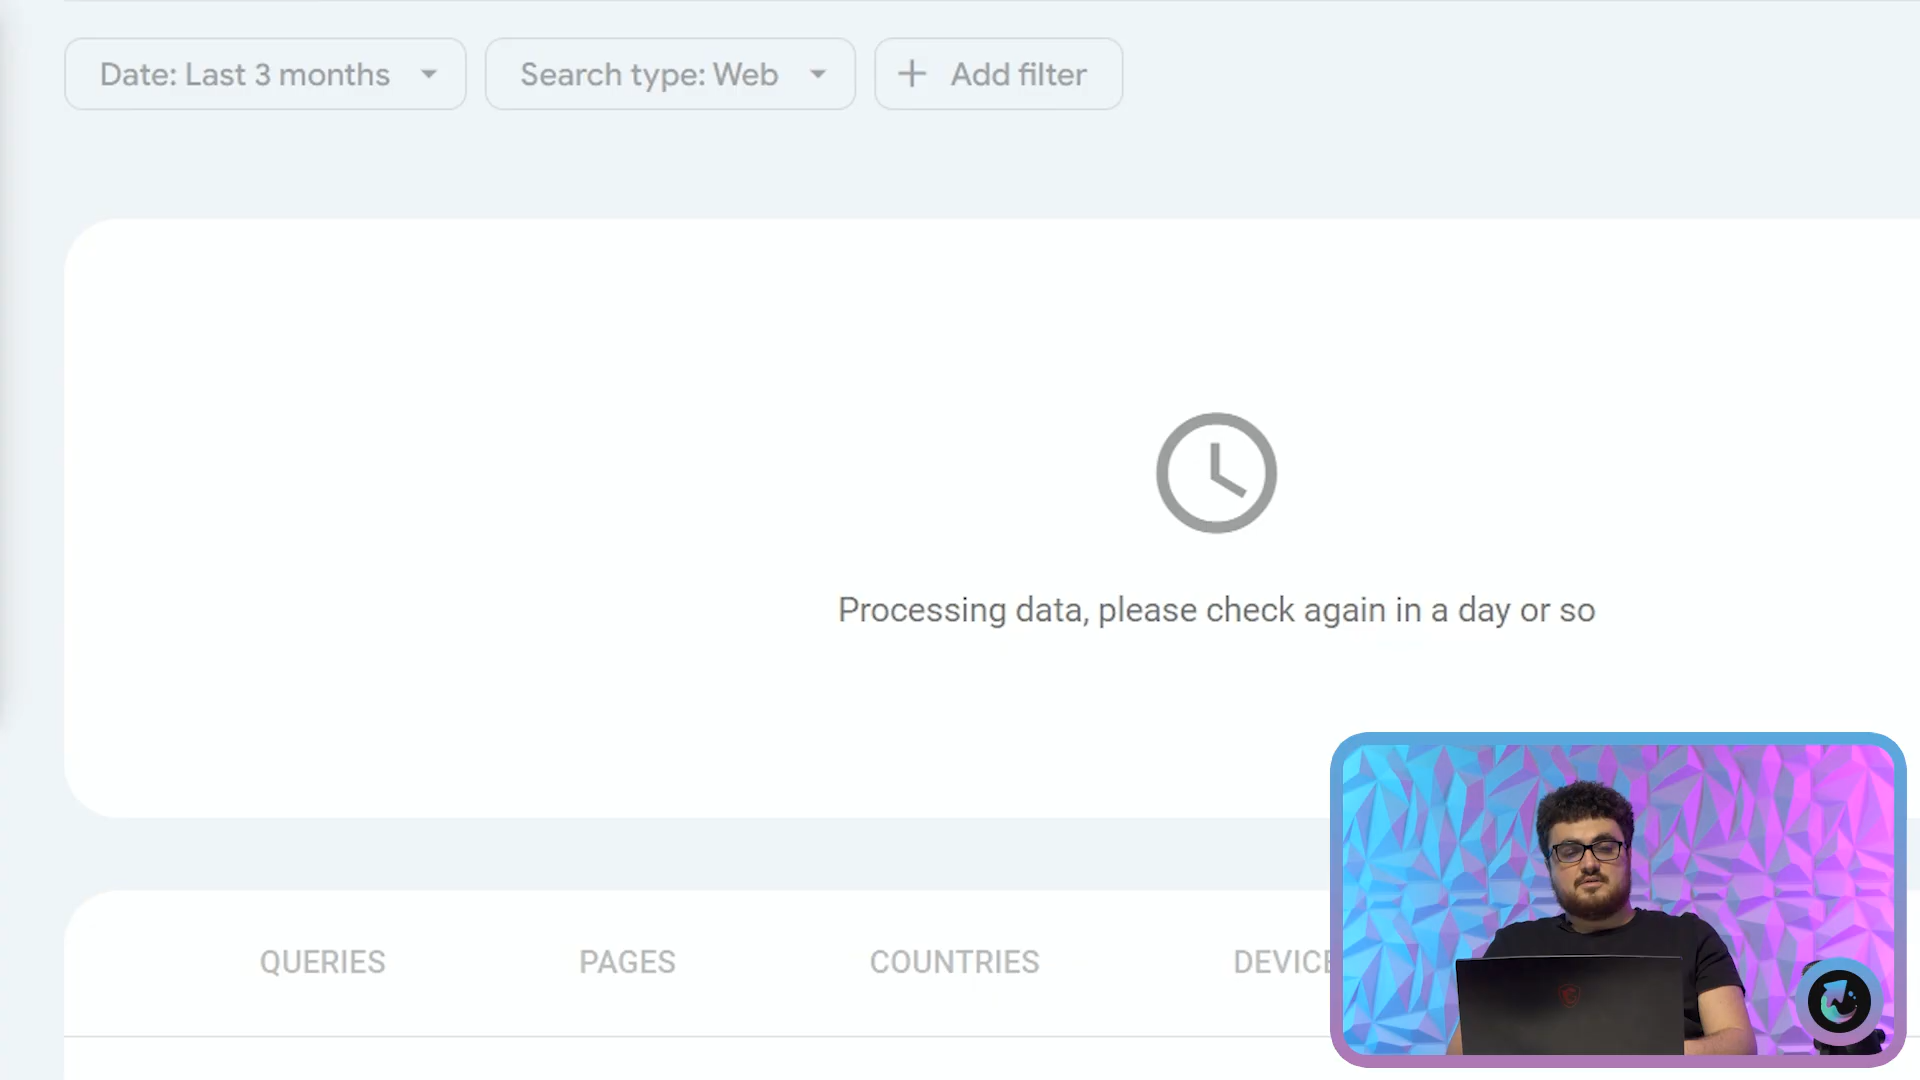 Date: Last 3 months
Search type: Web
+ Add filter
Processing data, please check again in a day or so
QUERIES
PAGES
COUNTRIES
DEVICE